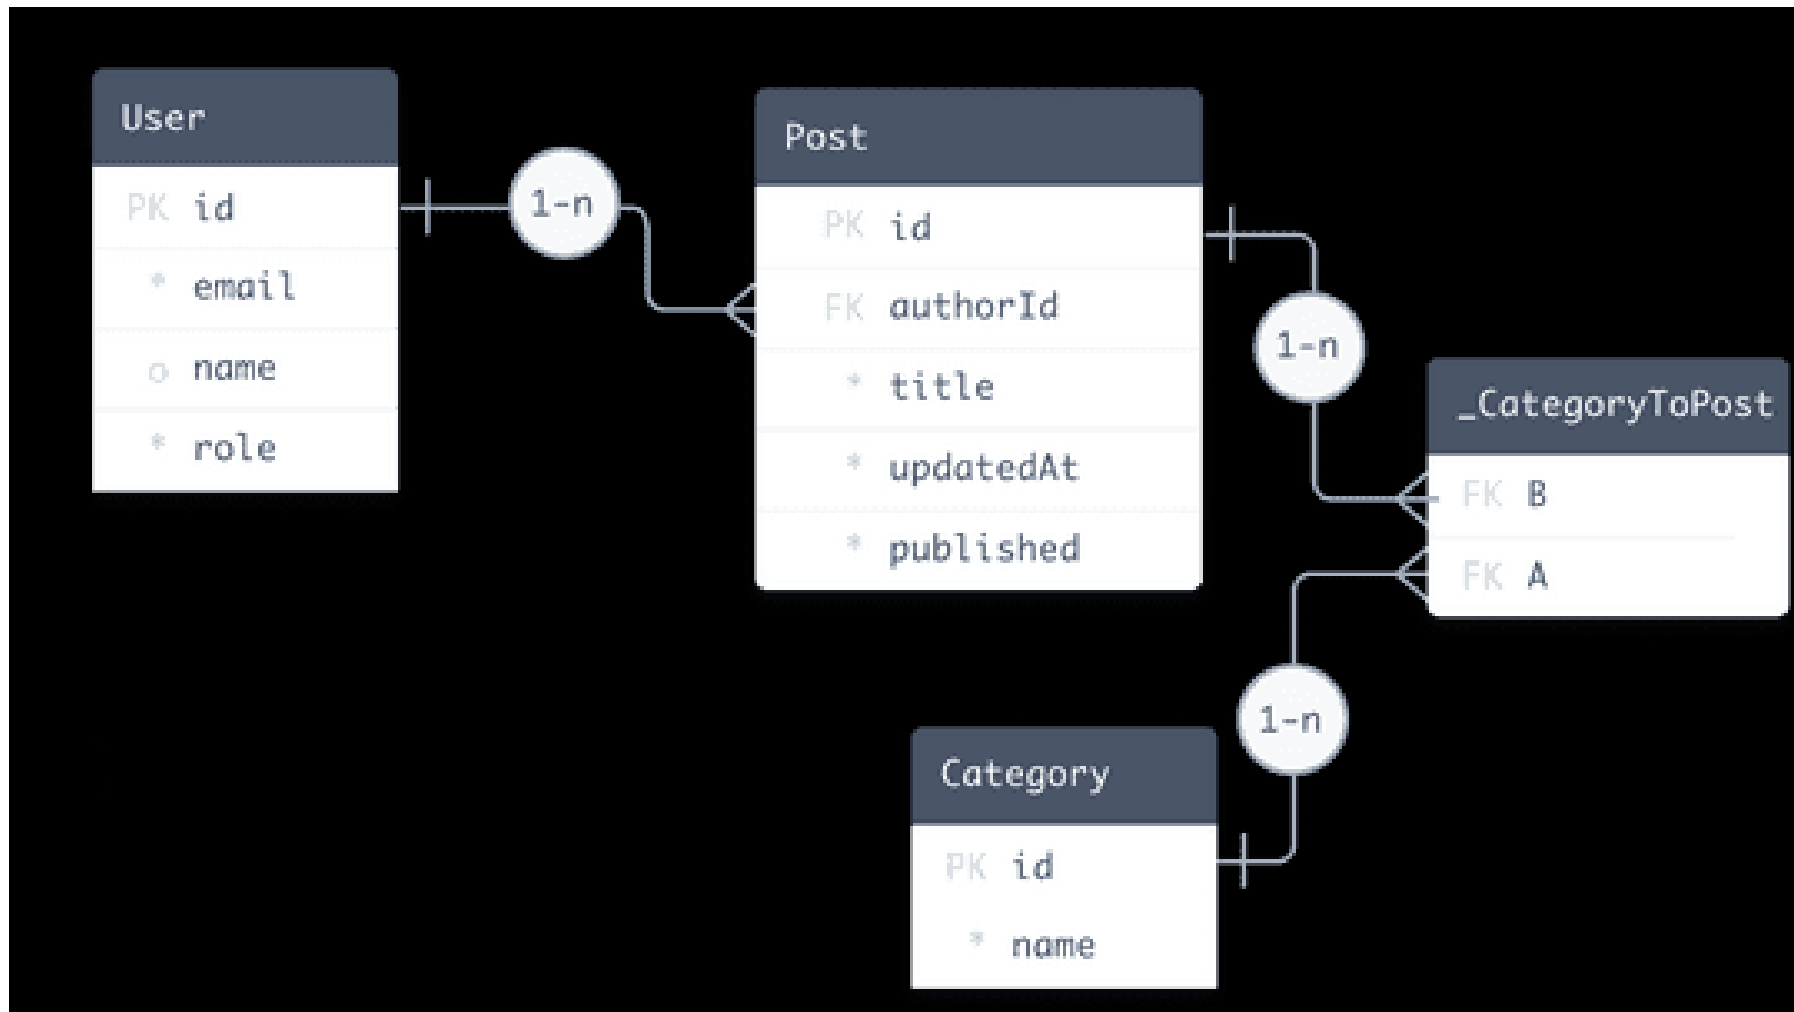 User
PK id
* email
o name
* role
1-n
Post
PK id
FK authorId
* title
* updatedAt
* published
1-n
_CategoryToPost
FK B
FK A
1-n
Category
PK id
* name